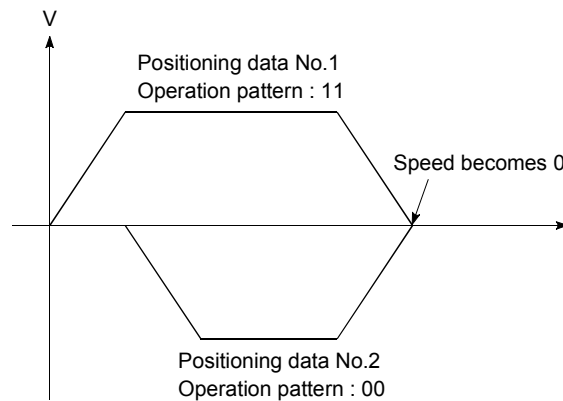 V
Positioning data No.1
Operation pattern : 11
Speed becomes 0
Positioning data No.2
Operation pattern : 00